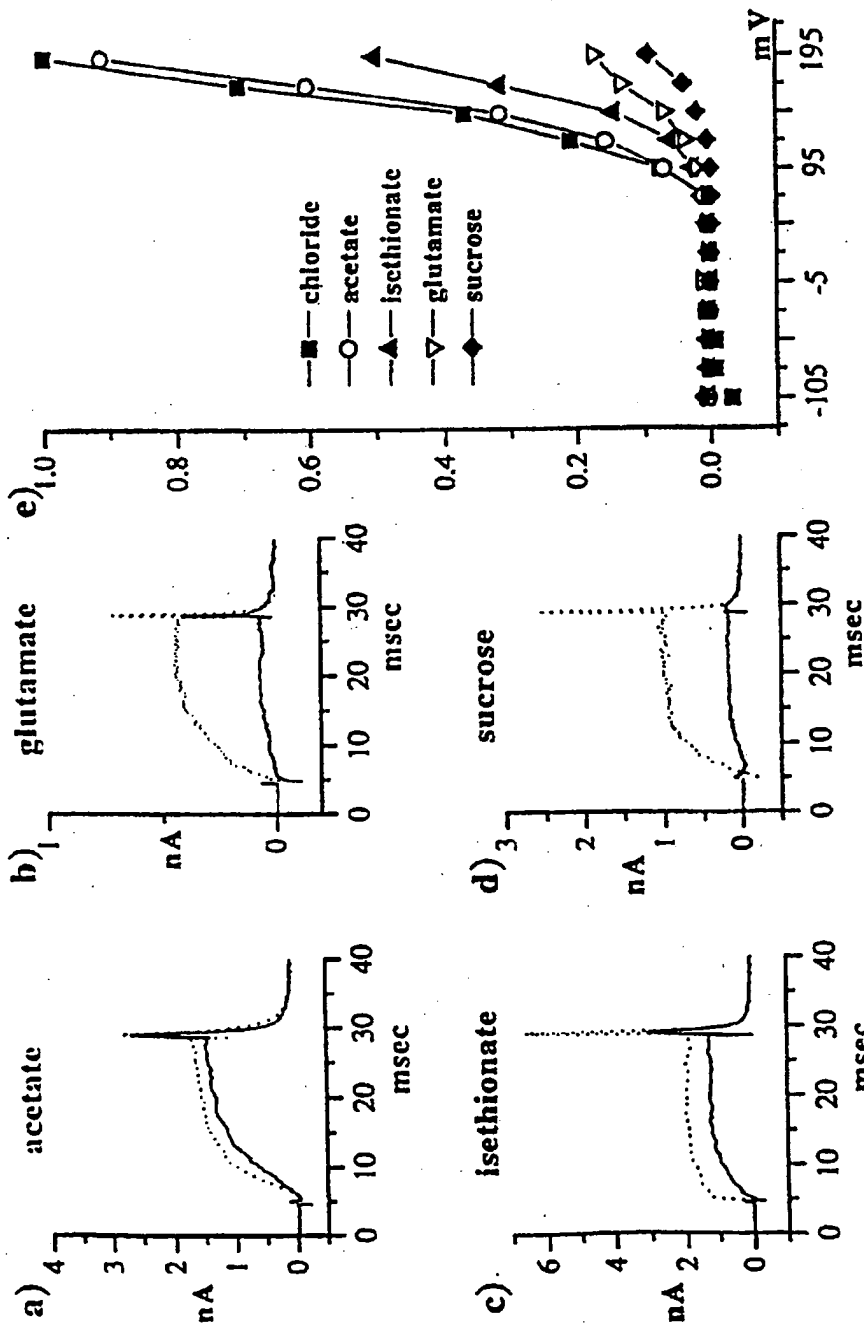 a)
acetate
4
3
2
1
0
nA
0 10 20 30 40
msec
b)
glutamate
1
nA
0
0 10 20 30 40
msec
c)
isethionate
6
4
2
0
nA
0 10 20 30 40
msec
d)
sucrose
3
2
1
0
nA
0 10 20 30 40
msec
e)
1.0
0.8
0.6
0.4
0.2
0.0
chloride
acetate
isethionate
glutamate
sucrose
-105 -5 95 195
mV